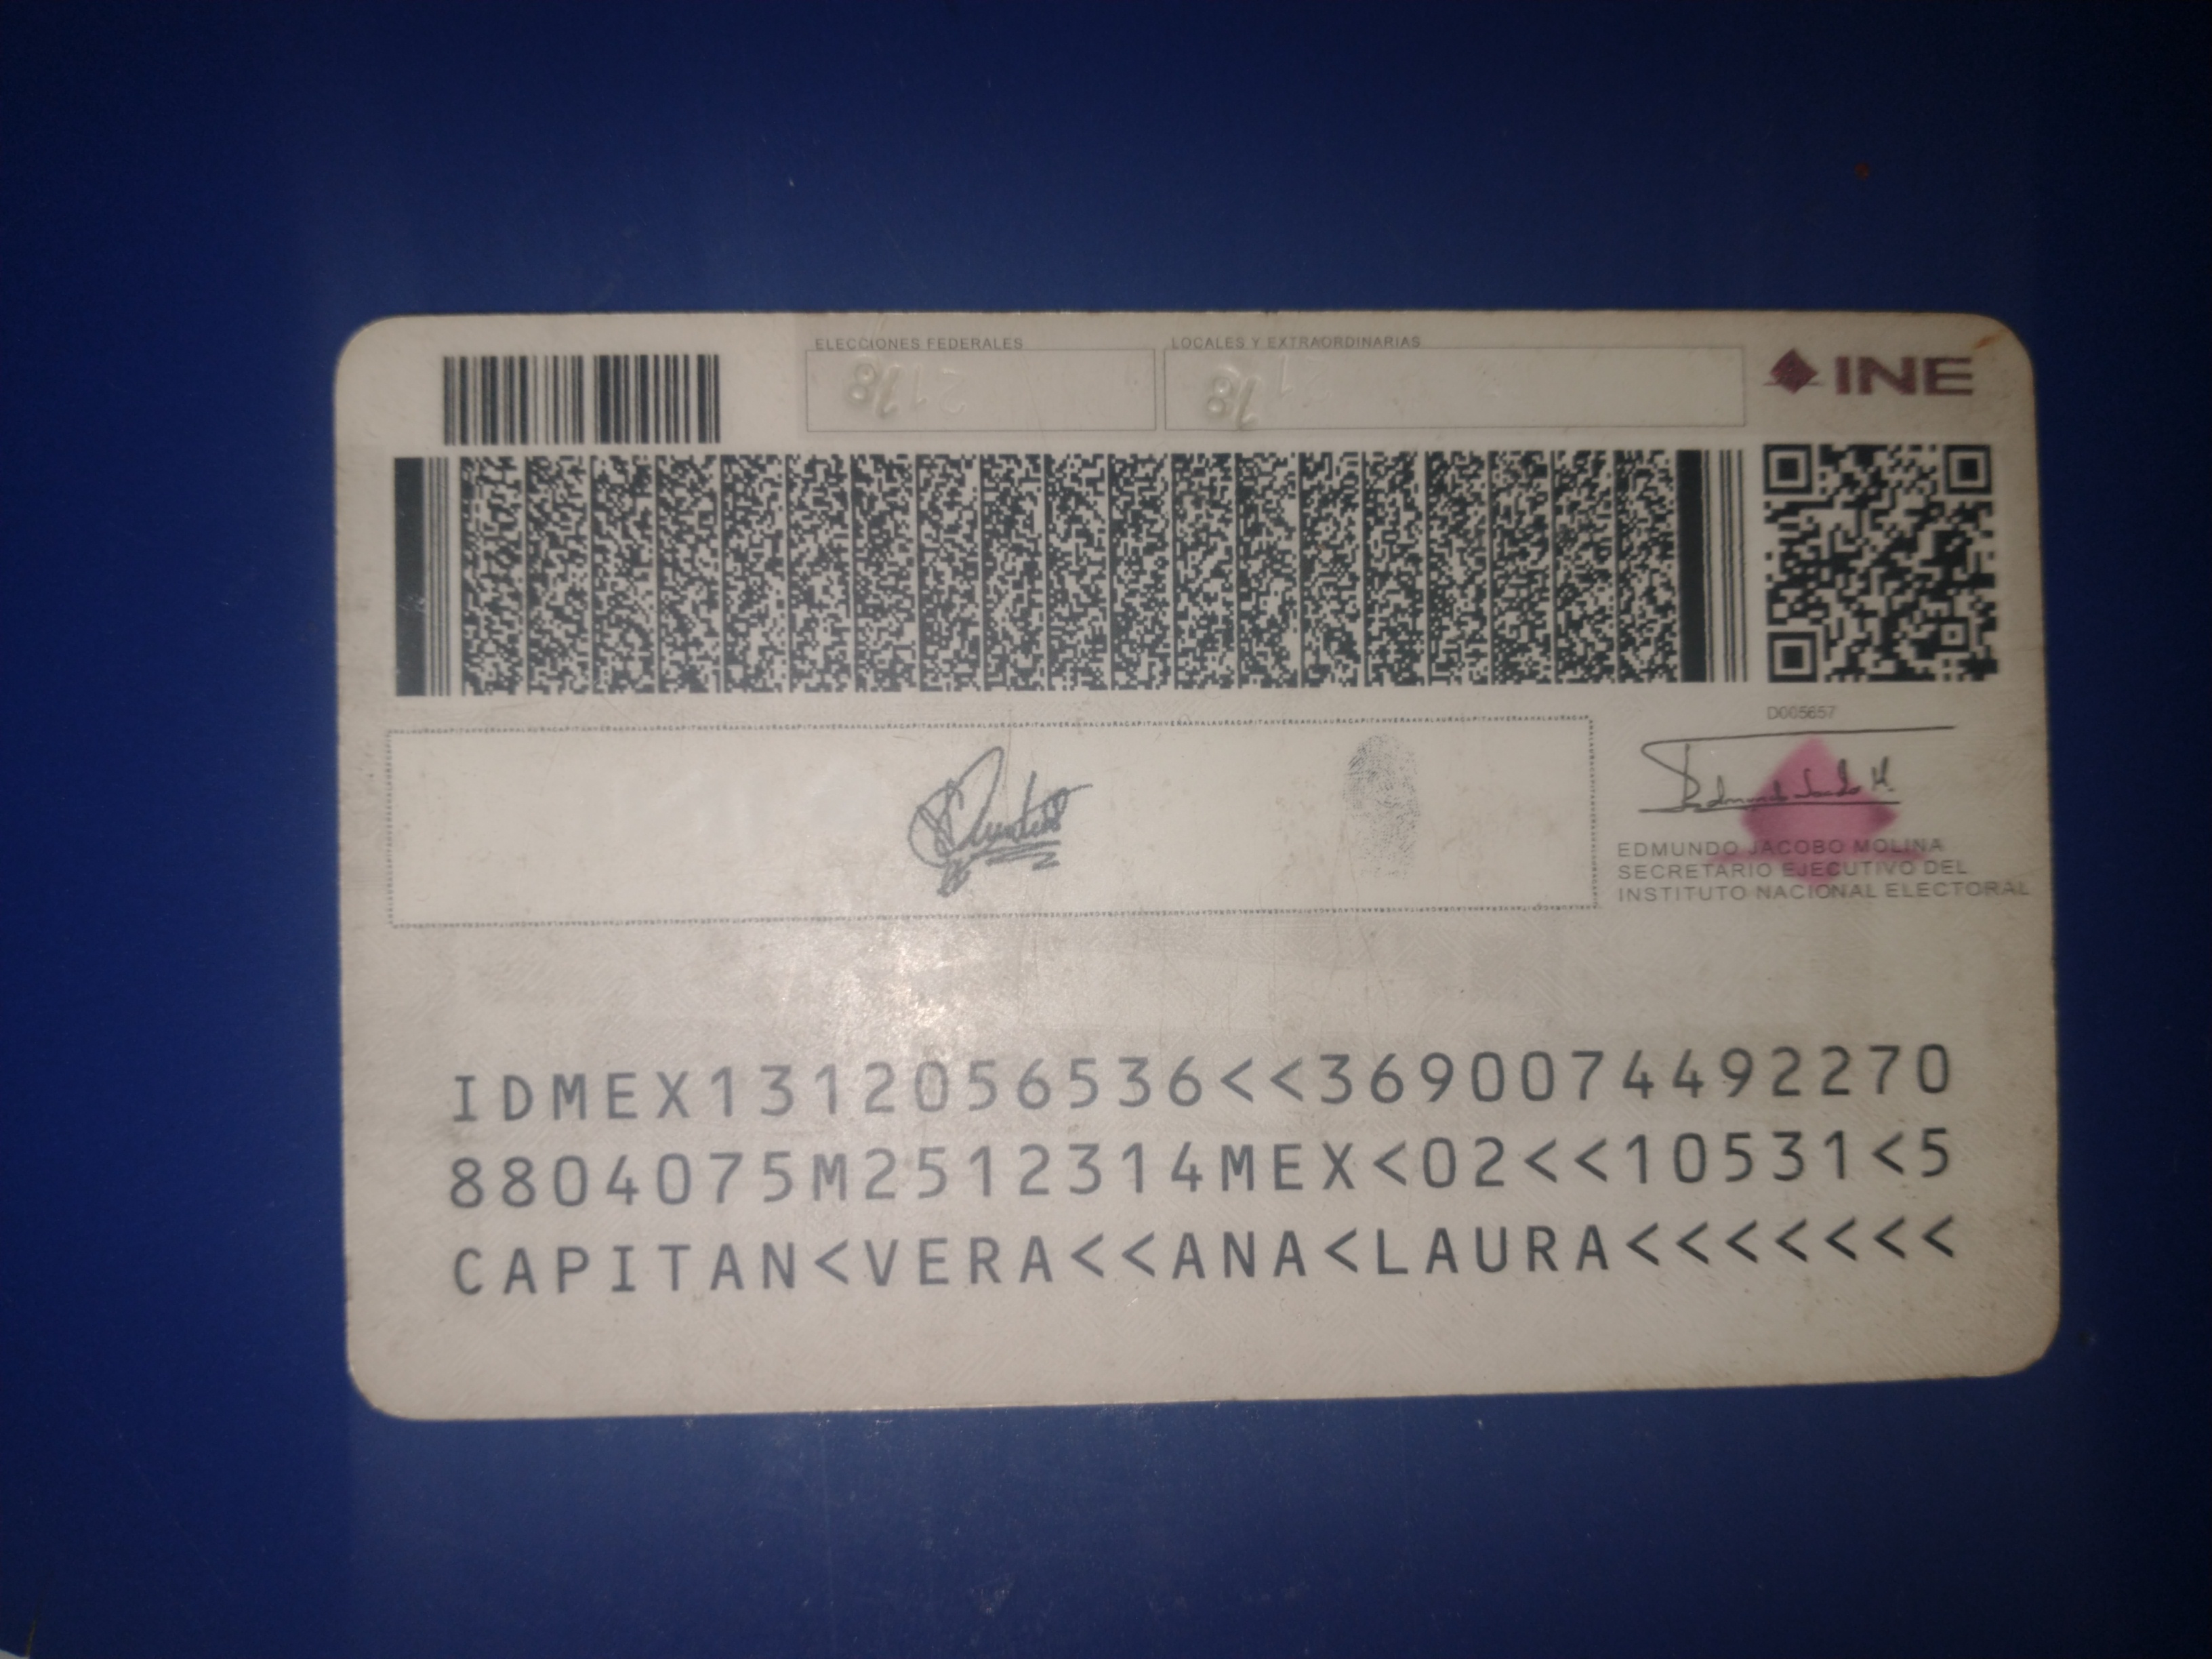 ELECCIONES FEDERALES
LOCALES Y EXTRAORDINARIAS
INE
D005657
EDMUNDO JACOBO MOLINA
SECRETARIO EJECUTIVO DEL
INSTITUTO NACIONAL ELECTORAL
IDMEX1312056536<<3690074492270
8804075M2512314MEX<02<<10531<5
CAPITAN<VERA<<ANA<LAURA<<<<<<<